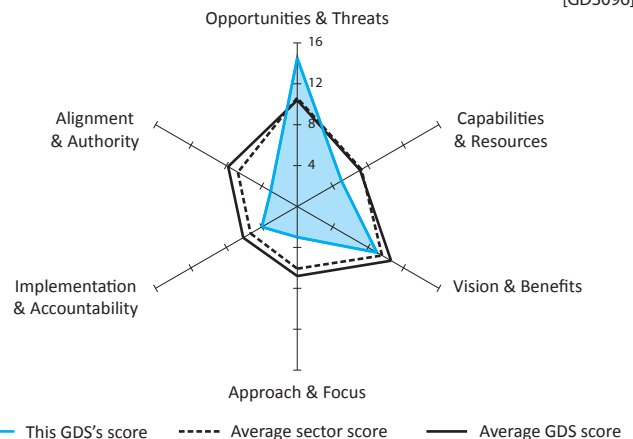 [GDS090]
Opportunities & Threats
16
12
8
4
Alignment
& Authority
Capabilities
& Resources
Implementation
& Accountability
Vision & Benefits
Approach & Focus
This GDS's score
Average sector score
Average GDS score